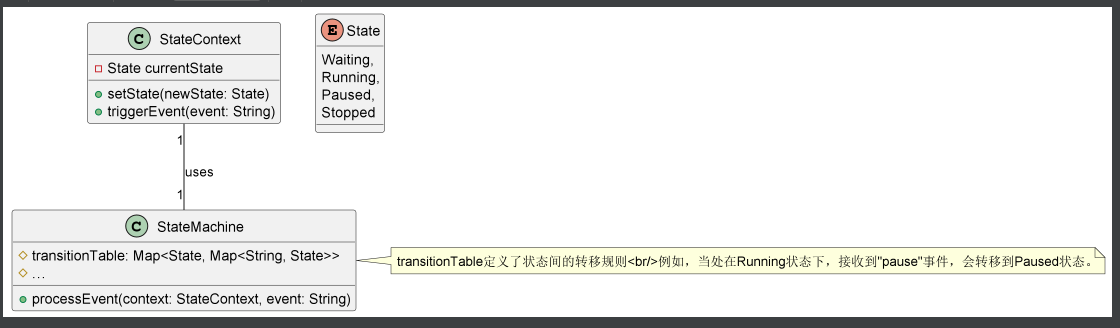 C StateContext
State currentState
setState(newState: State)
triggerEvent(event: String)
E State
Waiting,
Running,
Paused,
Stopped
1
uses
1
C StateMachine
transitionTable: Map<State, Map<String, State>>
...
processEvent(context: StateContext, event: String)
transitionTable定义了状态间的转移规则<br/>例如，当处在Running状态下，接收到"pause"事件，会转移到Paused状态。